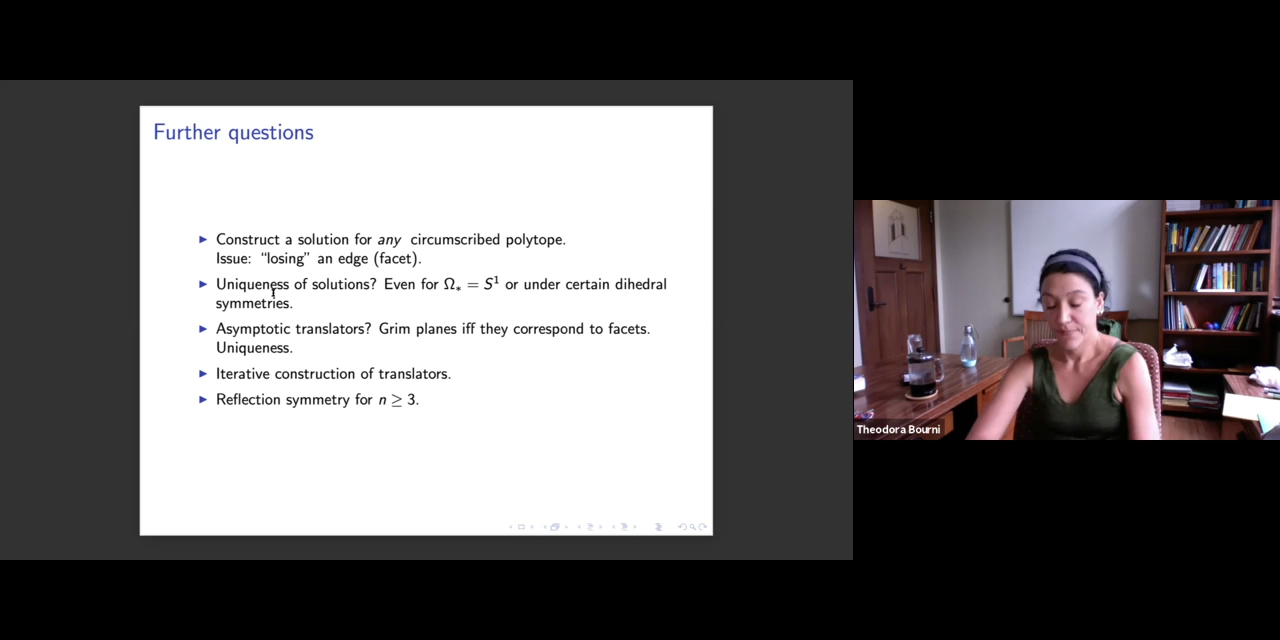 Further questions
▶ Construct a solution for any circumscribed polytope.
Issue: “losing” an edge (facet).
▶ Uniqueness of solutions? Even for Ω∗ = S¹ or under certain dihedral
symmetries.
▶ Asymptotic translators? Grim planes iff they correspond to facets.
Uniqueness.
▶ Iterative construction of translators.
▶ Reflection symmetry for n ≥ 3.
Theodora Bourni